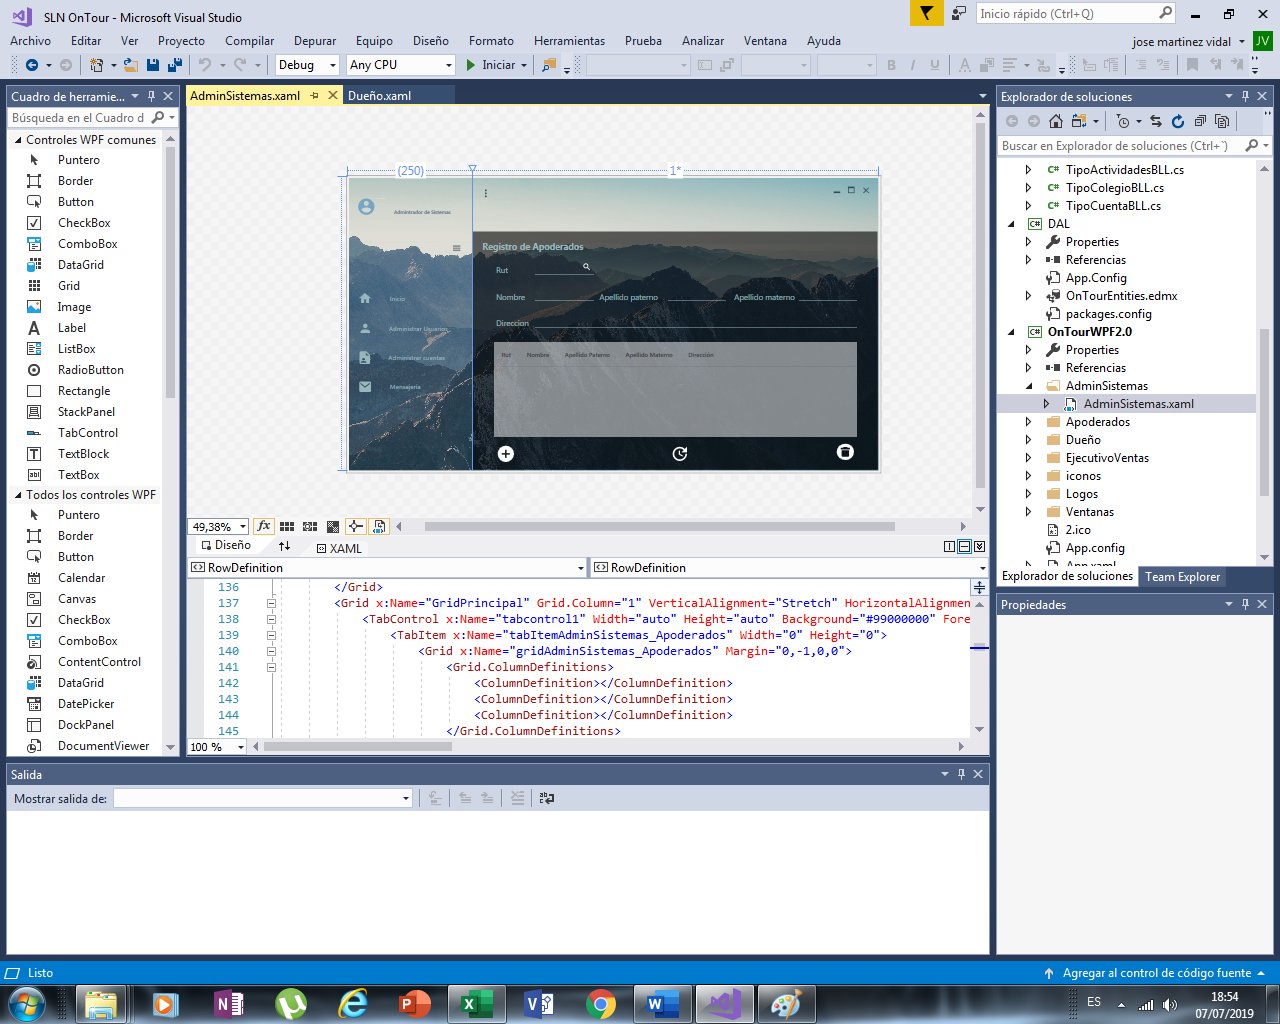 SLN OnTour - Microsoft Visual Studio
Inicio rápido (Ctrl+Q)
Archivo Editar Ver Proyecto Compilar Depurar Equipo Diseño Formato Herramientas Prueba Analizar Ventana Ayuda
jose martinez vidal JV
Debug Any CPU Iniciar
Cuadro de herramie...
Búsqueda en el Cuadro d
Controles WPF comunes
Puntero
Border
Button
CheckBox
ComboBox
DataGrid
Grid
Image
Label
ListBox
RadioButton
Rectangle
StackPanel
TabControl
TextBlock
TextBox
Todos los controles WPF
Puntero
Border
Button
Calendar
Canvas
CheckBox
ComboBox
ContentControl
DataGrid
DatePicker
DockPanel
DocumentViewer
AdminSistemas.xaml Dueño.xaml
(250) 1*
Admintrador de Sistemas
Inicio
Administrar Usuarios
Administrar cuentas
Mensajeria
Registro de Apoderados
Rut
Nombre Apellido paterno Apellido materno
Direccion
Rut Nombre Apellido Paterno Apellido Materno Dirección
49,38% fx
Diseño XAML
RowDefinition RowDefinition
136 </Grid>
137 <Grid x:Name="GridPrincipal" Grid.Column="1" VerticalAlignment="Stretch" HorizontalAlignmen
138 <TabControl x:Name="tabcontrol1" Width="auto" Height="auto" Background="#99000000" Fore
139 <TabItem x:Name="tabItemAdminSistemas_Apoderados" Width="0" Height="0">
140 <Grid x:Name="gridAdminSistemas_Apoderados" Margin="0,-1,0,0">
141 <Grid.ColumnDefinitions>
142 <ColumnDefinition></ColumnDefinition>
143 <ColumnDefinition></ColumnDefinition>
144 <ColumnDefinition></ColumnDefinition>
145 </Grid.ColumnDefinitions>
100 %
Explorador de soluciones
Buscar en Explorador de soluciones (Ctrl+`)
C# TipoActividadesBLL.cs
C# TipoColegioBLL.cs
C# TipoCuentaBLL.cs
C# DAL
Properties
Referencias
App.Config
OnTourEntities.edmx
packages.config
C# OnTourWPF2.0
Properties
Referencias
AdminSistemas
AdminSistemas.xaml
Apoderados
Dueño
EjecutivoVentas
iconos
Logos
Ventanas
2.ico
App.config
App.xaml
Explorador de soluciones Team Explorer
Propiedades
Salida
Mostrar salida de:
Listo
Agregar al control de código fuente
ES 18:54
07/07/2019